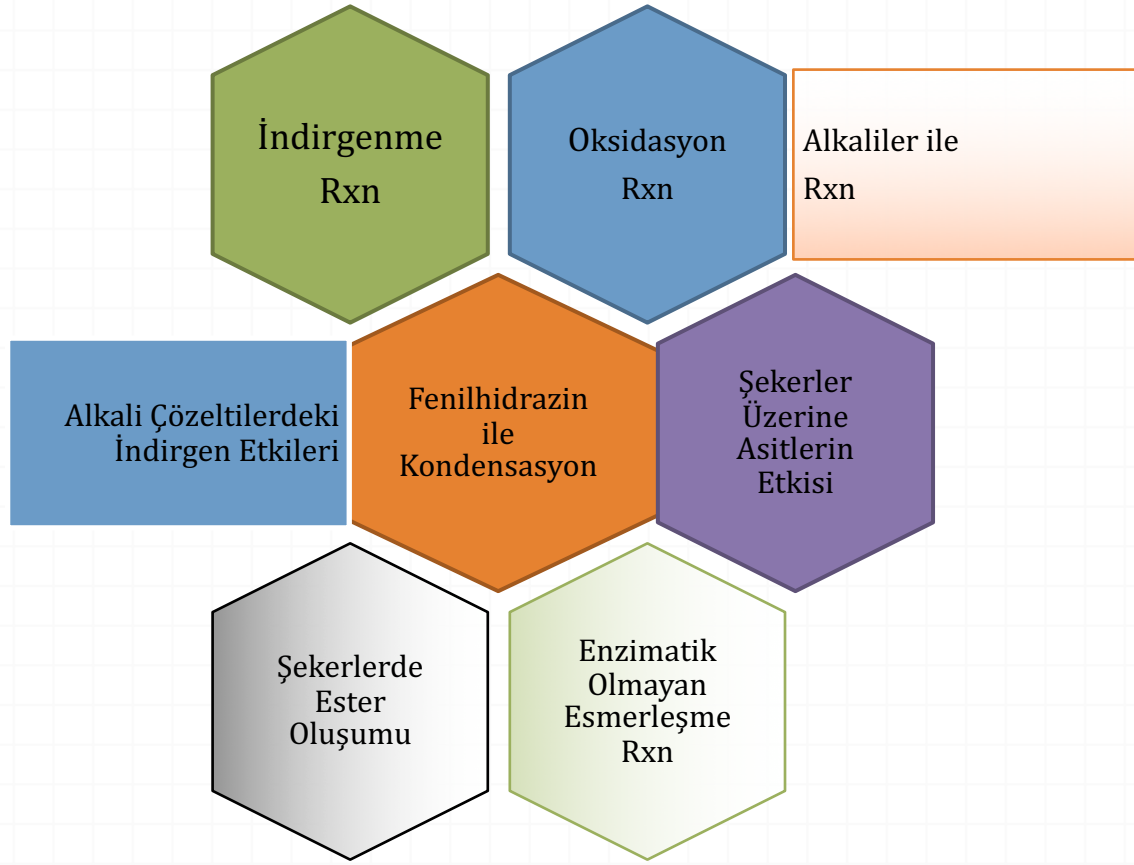 İndirgenme
Rxn
Oksidasyon
Rxn
Alkaliler ile
Rxn
Alkali Çözeltilerdeki
İndirgen Etkileri
Fenilhidrazin
ile
Kondensasyon
Şekerler
Üzerine
Asitlerin
Etkisi
Şekerlerde
Ester
Oluşumu
Enzimatik
Olmayan
Esmerleşme
Rxn